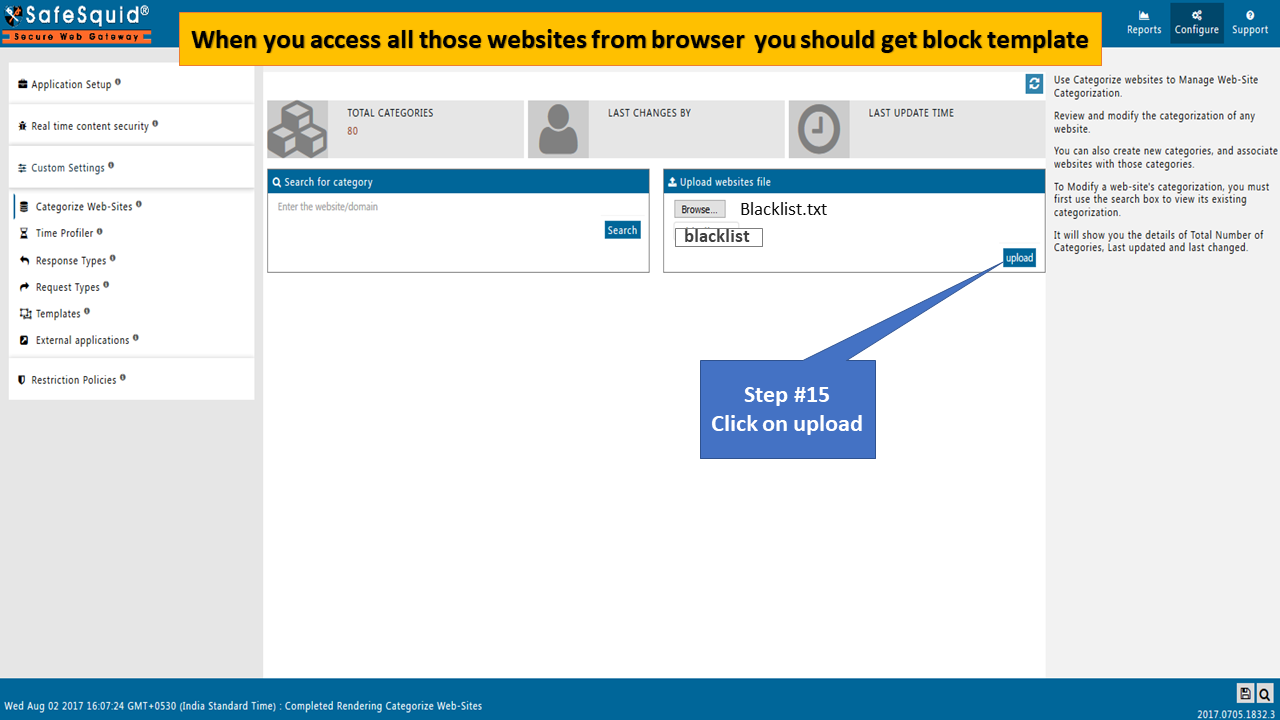 SafeSquid®
Secure Web Gateway
When you access all those websites from browser you should get block template
Reports
Configure
Support
Application Setup
Real time content security
Custom Settings
Categorize Web-Sites
Time Profiler
Response Types
Request Types
Templates
External applications
Restriction Policies
TOTAL CATEGORIES
80
LAST CHANGES BY
LAST UPDATE TIME
Search for category
Enter the website/domain
Search
Upload websites file
Browse...
Blacklist.txt
blacklist
upload
Step #15
Click on upload
Use Categorize websites to Manage Web-Site
Categorization.
Review and modify the categorization of any
website.
You can also create new categories, and associate
websites with those categories.
To Modify a web-site's categorization, you must
first use the search box to view its existing
categorization.
It will show you the details of Total Number of
Categories, Last updated and last changed.
Wed Aug 02 2017 16:07:24 GMT+0530 (India Standard Time) : Completed Rendering Categorize Web-Sites
2017.0705.1832.3